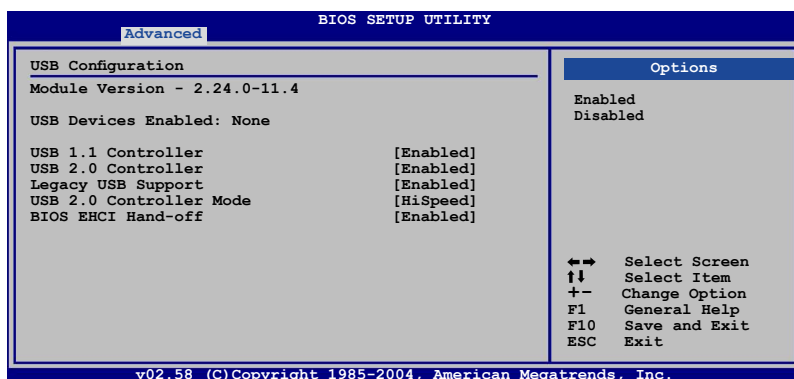 BIOS SETUP UTILITY
Advanced
USB Configuration
Module Version - 2.24.0-11.4
USB Devices Enabled: None
USB 1.1 Controller [Enabled]
USB 2.0 Controller [Enabled]
Legacy USB Support [Enabled]
USB 2.0 Controller Mode [HiSpeed]
BIOS EHCI Hand-off [Enabled]
Options
Enabled
Disabled
←→ Select Screen
↑↓ Select Item
+- Change Option
F1 General Help
F10 Save and Exit
ESC Exit
v02.58 (C)Copyright 1985-2004, American Megatrends, Inc.